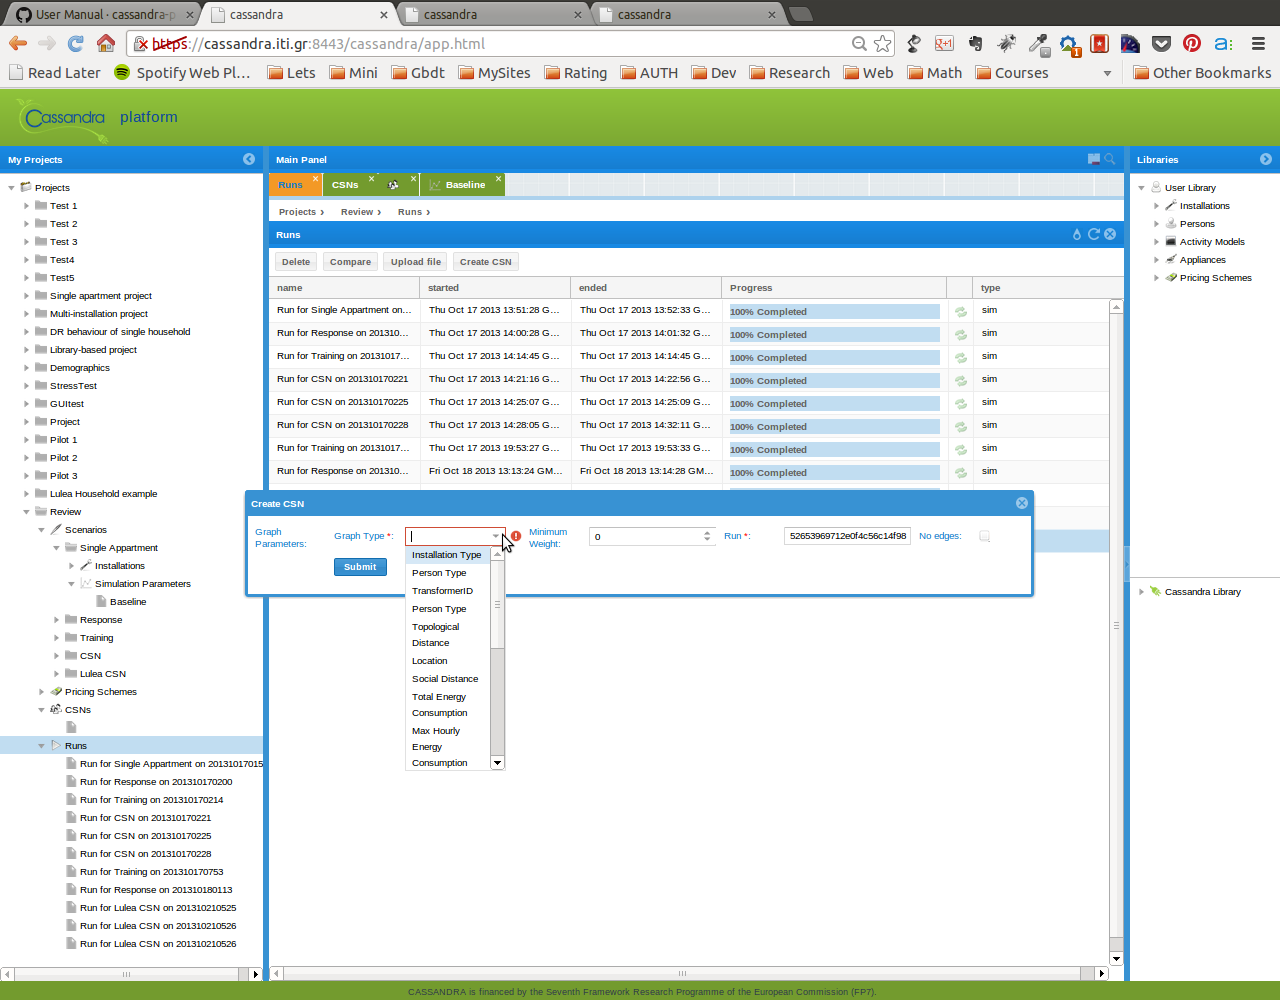 User Manual · cassandra-p
cassandra
cassandra
cassandra
https://cassandra.iti.gr:8443/cassandra/app.html
Read Later
Spotify Web Pl...
Lets
Mini
Gbdt
MySites
Rating
AUTH
Dev
Research
Web
Math
Courses
Other Bookmarks
Cassandra platform
My Projects
Main Panel
Libraries
Runs
CSNs
Baseline
Projects
Review
Runs
Runs
Delete
Compare
Upload file
Create CSN
name started ended Progress type
Run for Single Appartment on... Thu Oct 17 2013 13:51:28 G... Thu Oct 17 2013 13:52:33 G... 100% Completed sim
Run for Response on 201310... Thu Oct 17 2013 14:00:28 G... Thu Oct 17 2013 14:01:32 G... 100% Completed sim
Run for Training on 20131017... Thu Oct 17 2013 14:14:45 G... Thu Oct 17 2013 14:14:45 G... 100% Completed sim
Run for CSN on 201310170221 Thu Oct 17 2013 14:21:16 G... Thu Oct 17 2013 14:22:56 G... 100% Completed sim
Run for CSN on 201310170225 Thu Oct 17 2013 14:25:07 G... Thu Oct 17 2013 14:25:09 G... 100% Completed sim
Run for CSN on 201310170228 Thu Oct 17 2013 14:28:05 G... Thu Oct 17 2013 14:32:11 G... 100% Completed sim
Run for Training on 20131017... Thu Oct 17 2013 19:53:27 G... Thu Oct 17 2013 19:53:33 G... 100% Completed sim
Run for Response on 201310... Fri Oct 18 2013 13:13:24 GM... Fri Oct 18 2013 13:14:28 GM... 100% Completed sim
Create CSN
Graph Parameters:
Graph Type *:
Minimum Weight:
0
Run *:
52653969712e0f4c56c14f98
No edges:
Submit
Installation Type
Person Type
TransformerID
Person Type
Topological
Distance
Location
Social Distance
Total Energy
Consumption
Max Hourly
Energy
Consumption
Projects
Test 1
Test 2
Test 3
Test4
Test5
Single apartment project
Multi-installation project
DR behaviour of single household
Library-based project
Demographics
StressTest
GUItest
Project
Pilot 1
Pilot 2
Pilot 3
Lulea Household example
Review
Scenarios
Single Appartment
Installations
Simulation Parameters
Baseline
Response
Training
CSN
Lulea CSN
Pricing Schemes
CSNs
Runs
Run for Single Appartment on 20131017015
Run for Response on 201310170200
Run for Training on 201310170214
Run for CSN on 201310170221
Run for CSN on 201310170225
Run for CSN on 201310170228
Run for Training on 201310170753
Run for Response on 201310180113
Run for Lulea CSN on 201310210525
Run for Lulea CSN on 201310210526
Run for Lulea CSN on 201310210526
User Library
Installations
Persons
Activity Models
Appliances
Pricing Schemes
Cassandra Library
CASSANDRA is financed by the Seventh Framework Research Programme of the European Commission (FP7).